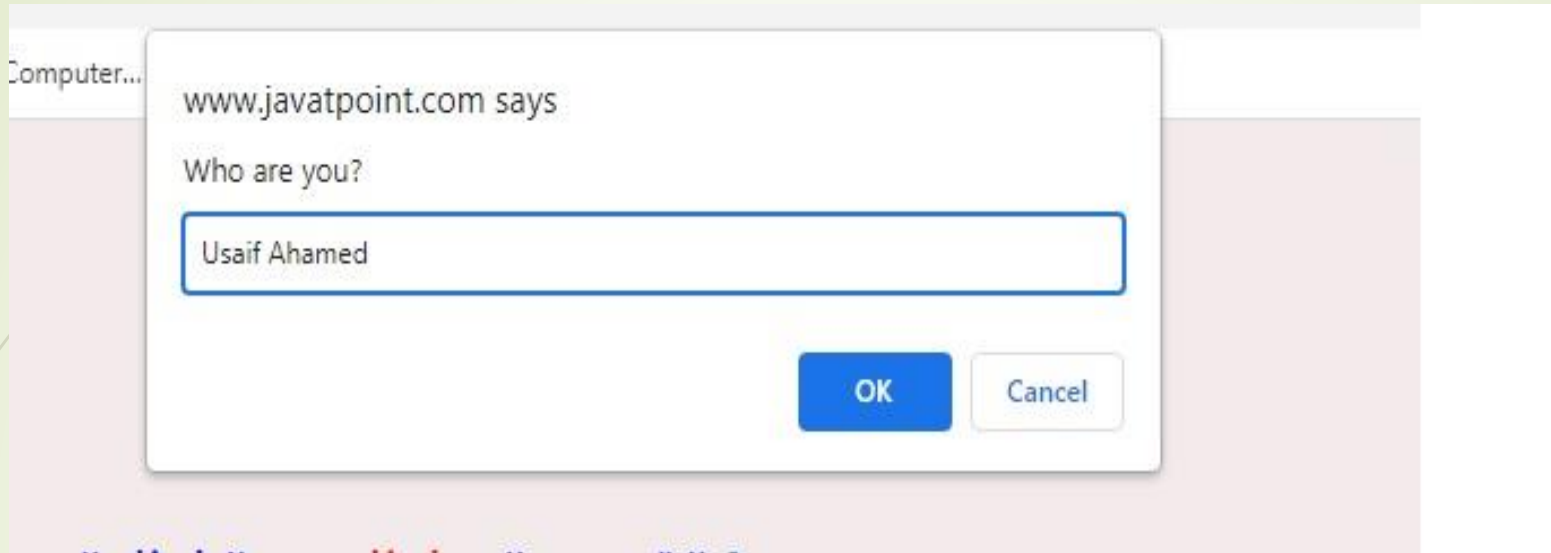 Computer...
www.javatpoint.com says
Who are you?
Usaif Ahamed
OK
Cancel